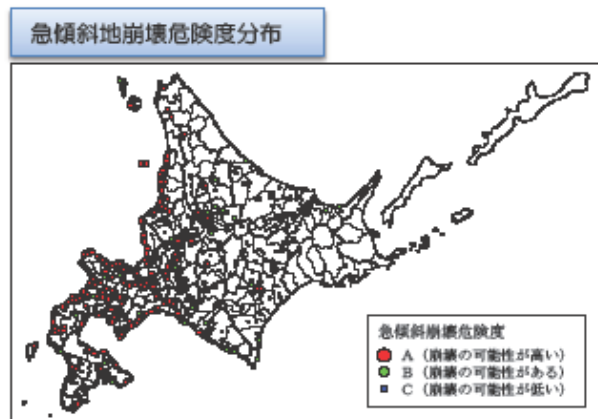 急傾斜地崩壊危険度分布
急傾斜崩壊危険度
A (崩壊の可能性が高い)
B (崩壊の可能性がある)
C (崩壊の可能性が低い)